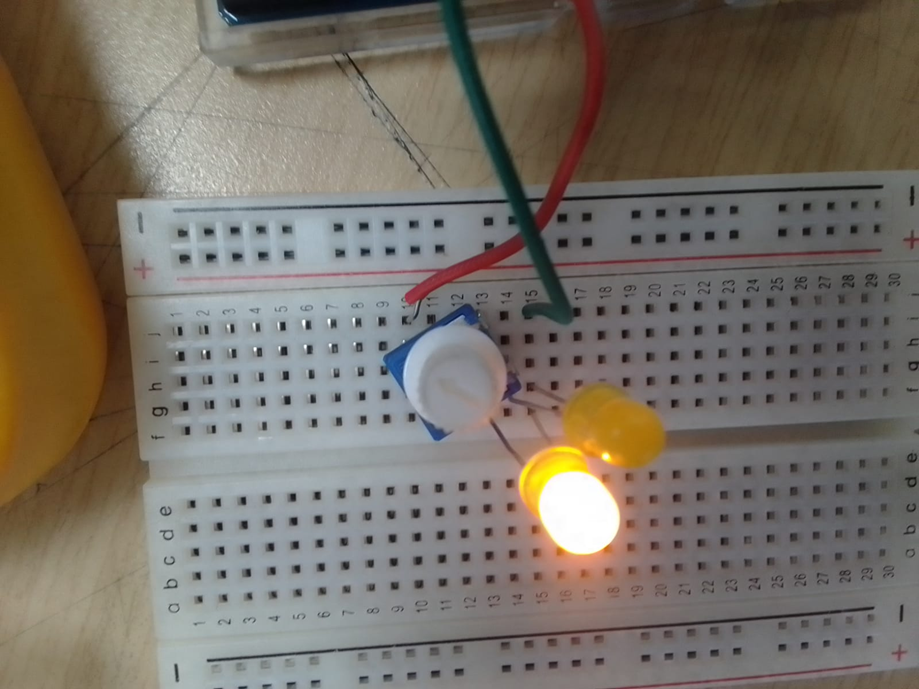 − −
+ +
1 2 3 4 5 6 7 8 9 10 11 12 13 14 15 17 18 19 20 21 22 23 24 25 26 27 28 29 30
j j
i i
h h
g g
f f
e e
d d
c c
b b
a a
1 2 3 4 5 6 7 8 9 10 11 12 13 14 15 16 17 18 19 20 21 22 23 24 25 26 27 28 29 30
− −
+